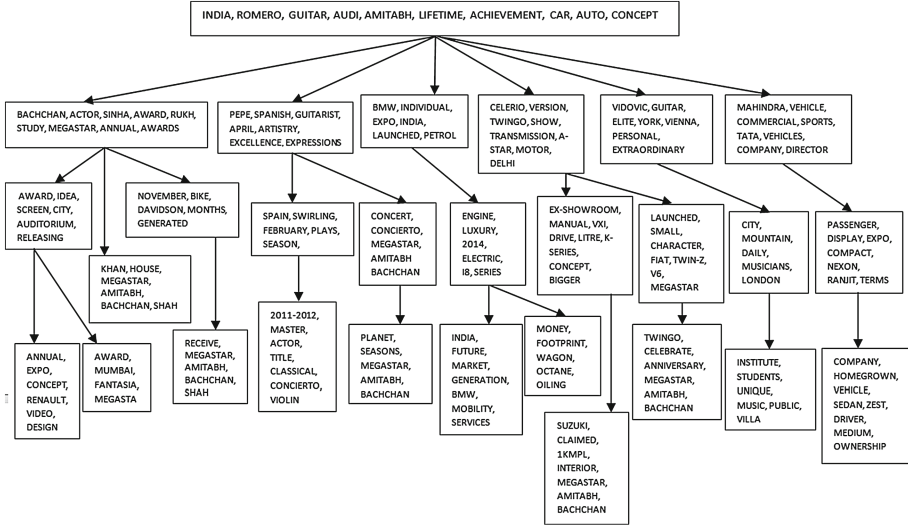 INDIA, ROMERO, GUITAR, AUDI, AMITABH, LIFETIME, ACHIEVEMENT, CAR, AUTO, CONCEPT
BACHCHAN, ACTOR, SINHA, AWARD, RUKH,
STUDY, MEGASTAR, ANNUAL, AWARDS
PEPE, SPANISH, GUITARIST,
APRIL, ARTISTRY,
EXCELLENCE, EXPRESSIONS
BMW, INDIVIDUAL,
EXPO, INDIA,
LAUNCHED, PETROL
CELERIO, VERSION,
TWINGO, SHOW,
TRANSMISSION, A-
STAR, MOTOR,
DELHI
VIDOVIC, GUITAR,
ELITE, YORK, VIENNA,
PERSONAL,
EXTRAORDINARY
MAHINDRA, VEHICLE,
COMMERCIAL, SPORTS,
TATA, VEHICLES,
COMPANY, DIRECTOR
AWARD, IDEA,
SCREEN, CITY,
AUDITORIUM,
RELEASING
KHAN, HOUSE,
MEGASTAR,
AMITABH,
BACHCHAN, SHAH
NOVEMBER, BIKE,
DAVIDSON, MONTHS,
GENERATED
SPAIN, SWIRLING,
FEBRUARY, PLAYS,
SEASON,
CONCERT,
CONCIERTO,
MEGASTAR,
AMITABH
BACHCHAN
ENGINE,
LUXURY,
2014,
ELECTRIC,
I8, SERIES
EX-SHOWROOM,
MANUAL, VXI,
DRIVE, LITRE, K-
SERIES,
CONCEPT,
BIGGER
LAUNCHED,
SMALL,
CHARACTER,
FIAT, TWIN-Z,
V6,
MEGASTAR
CITY,
MOUNTAIN,
DAILY,
MUSICIANS,
LONDON
PASSENGER,
DISPLAY, EXPO,
COMPACT,
NEXON,
RANJIT, TERMS
ANNUAL,
EXPO,
CONCEPT,
RENAULT,
VIDEO,
DESIGN
AWARD,
MUMBAI,
FANTASIA,
MEGASTA
RECEIVE,
MEGASTAR,
AMITABH,
BACHCHAN,
SHAH
2011-2012,
MASTER,
ACTOR,
TITLE,
CLASSICAL,
CONCIERTO,
VIOLIN
PLANET,
SEASONS,
MEGASTAR,
AMITABH,
BACHCHAN
INDIA,
FUTURE,
MARKET,
GENERATION,
BMW,
MOBILITY,
SERVICES
MONEY,
FOOTPRINT,
WAGON,
OCTANE,
OILING
SUZUKI,
CLAIMED,
1KMPL,
INTERIOR,
MEGASTAR,
AMITABH,
BACHCHAN
TWINGO,
CELEBRATE,
ANNIVERSARY,
MEGASTAR,
AMITABH,
BACHCHAN
INSTITUTE,
STUDENTS,
UNIQUE,
MUSIC, PUBLIC,
VILLA
COMPANY,
HOMEGROWN,
VEHICLE,
SEDAN, ZEST,
DRIVER,
MEDIUM,
OWNERSHIP